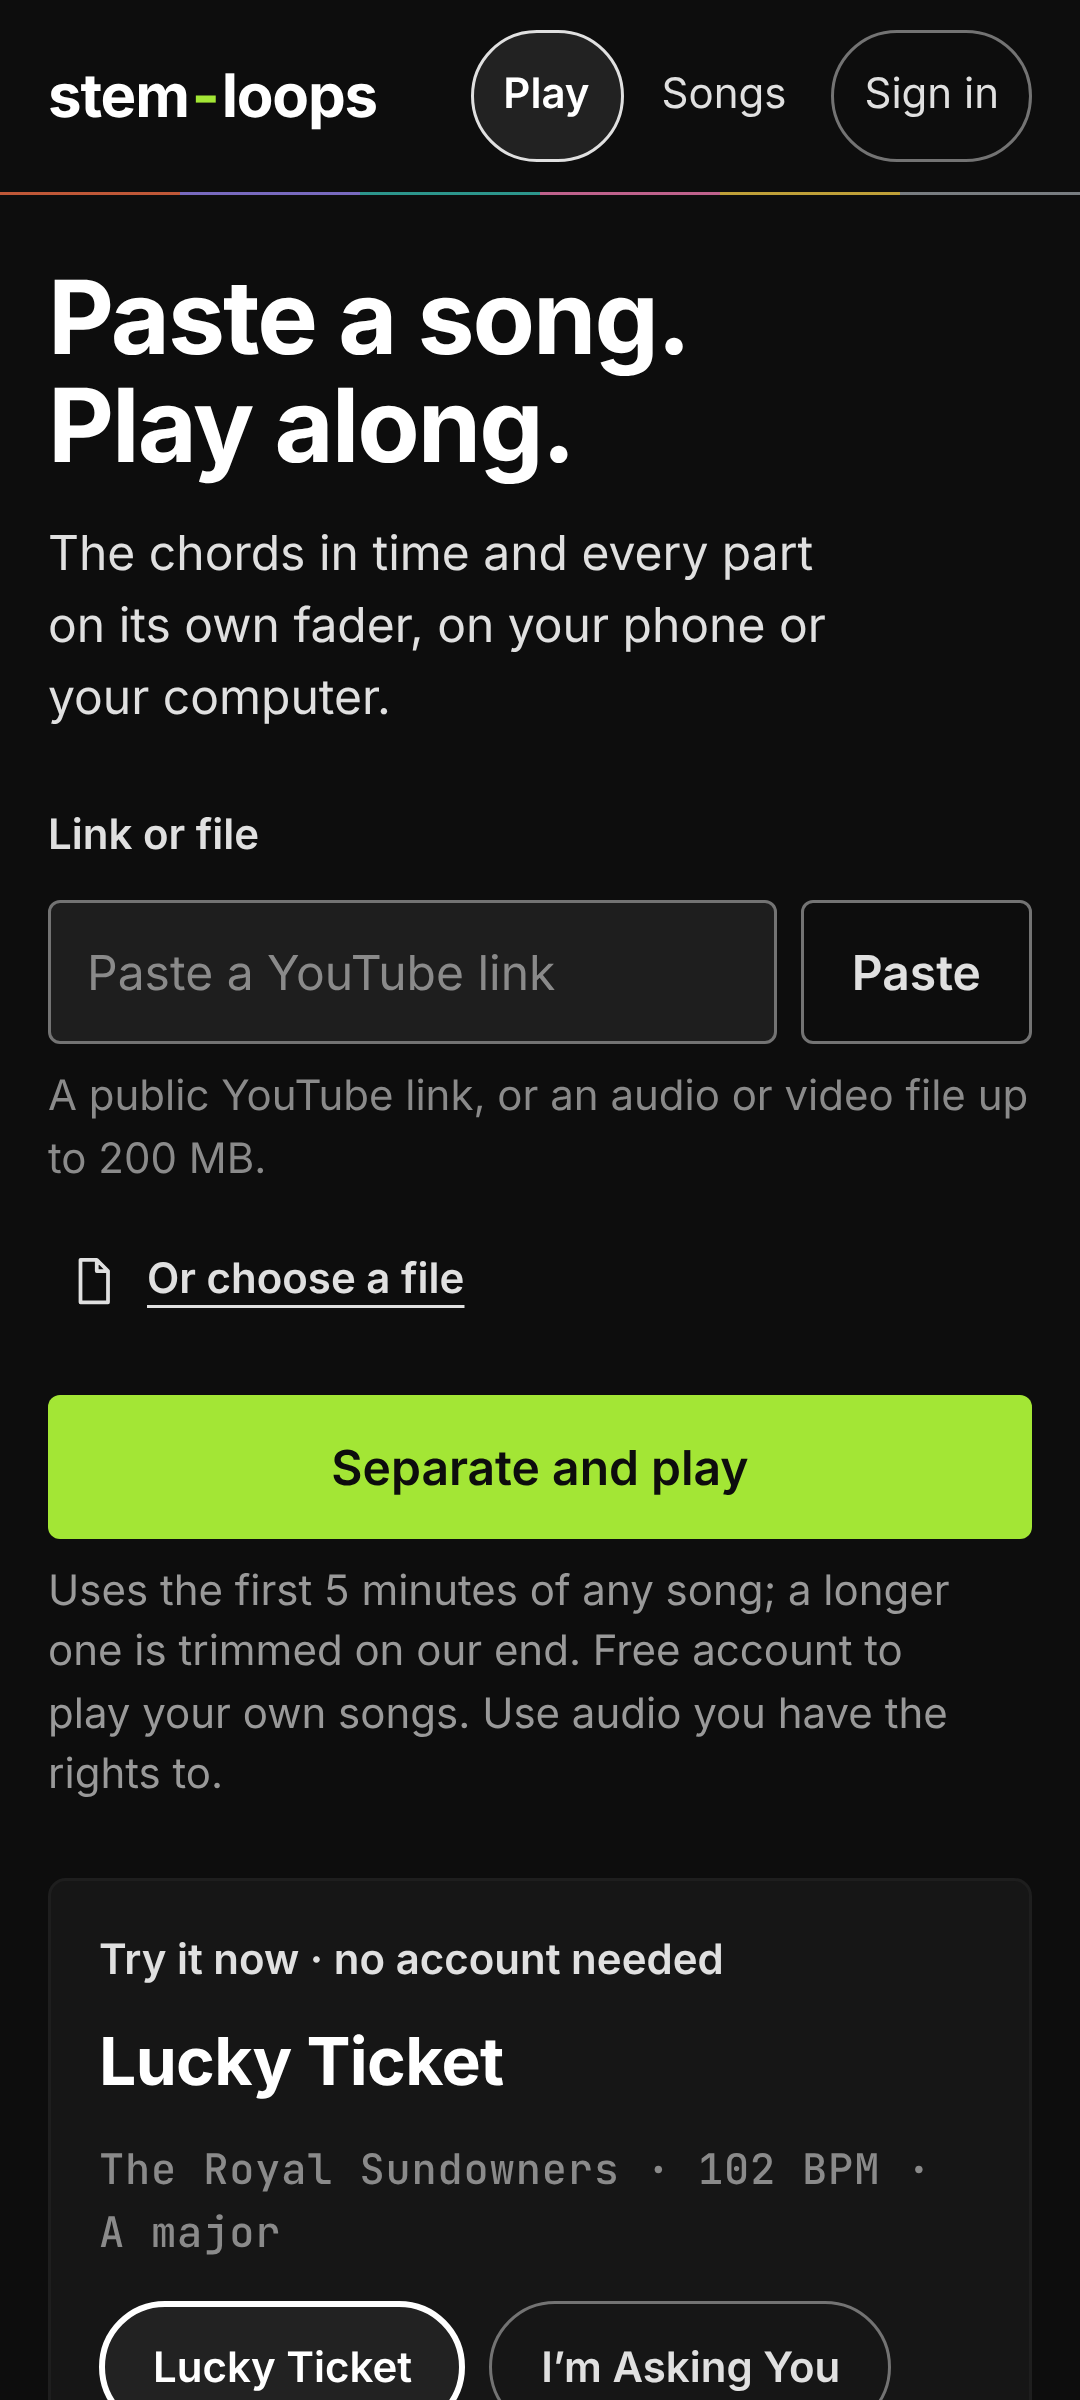 stem-loops
Play
Songs
Sign in
Paste a song.
Play along.
The chords in time and every part
on its own fader, on your phone or
your computer.
Link or file
Paste a YouTube link
Paste
A public YouTube link, or an audio or video file up
to 200 MB.
Or choose a file
Separate and play
Uses the first 5 minutes of any song; a longer
one is trimmed on our end. Free account to
play your own songs. Use audio you have the
rights to.
Try it now · no account needed
Lucky Ticket
The Royal Sundowners · 102 BPM ·
A major
Lucky Ticket
I’m Asking You